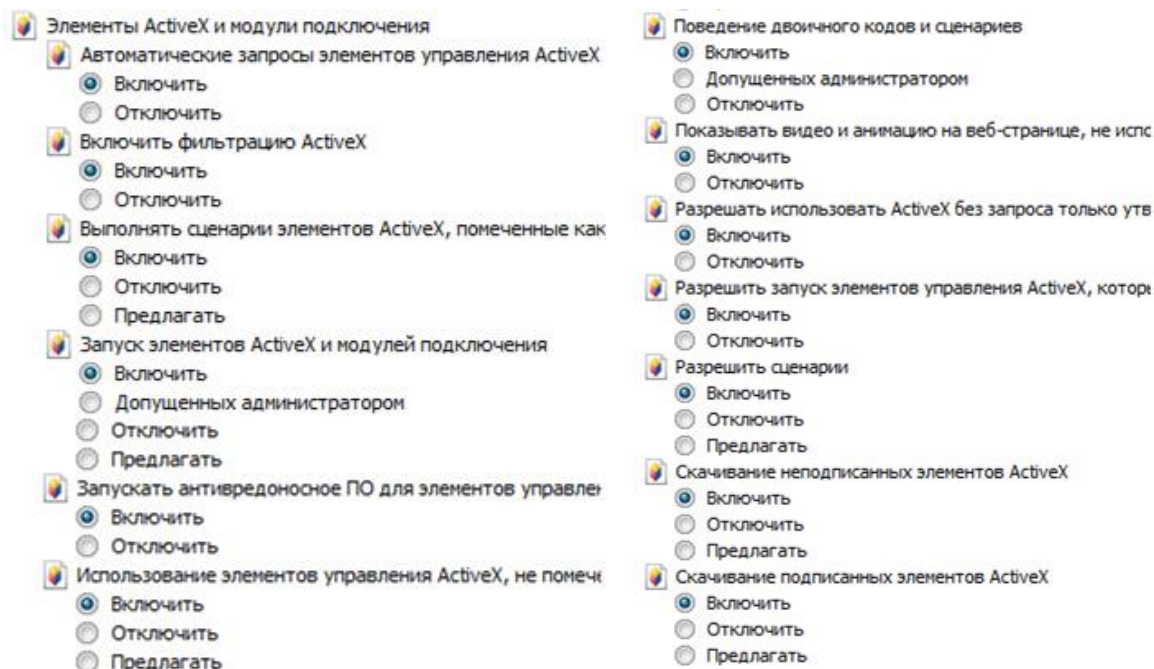 Элементы ActiveX и модули подключения
Автоматические запросы элементов управления ActiveX
Включить
Отключить
Включить фильтрацию ActiveX
Включить
Отключить
Выполнять сценарии элементов ActiveX, помеченные как
Включить
Отключить
Предлагать
Запуск элементов ActiveX и модулей подключения
Включить
Допущенных администратором
Отключить
Предлагать
Запускать антивредоносное ПО для элементов управлен
Включить
Отключить
Использование элементов управления ActiveX, не помече
Включить
Отключить
Предлагать
Поведение двоичного кодов и сценариев
Включить
Допущенных администратором
Отключить
Показывать видео и анимацию на веб-странице, не испо
Включить
Отключить
Разрешать использовать ActiveX без запроса только утв
Включить
Отключить
Разрешить запуск элементов управления ActiveX, которы
Включить
Отключить
Разрешить сценарии
Включить
Отключить
Предлагать
Скачивание неподписанных элементов ActiveX
Включить
Отключить
Предлагать
Скачивание подписанных элементов ActiveX
Включить
Отключить
Предлагать